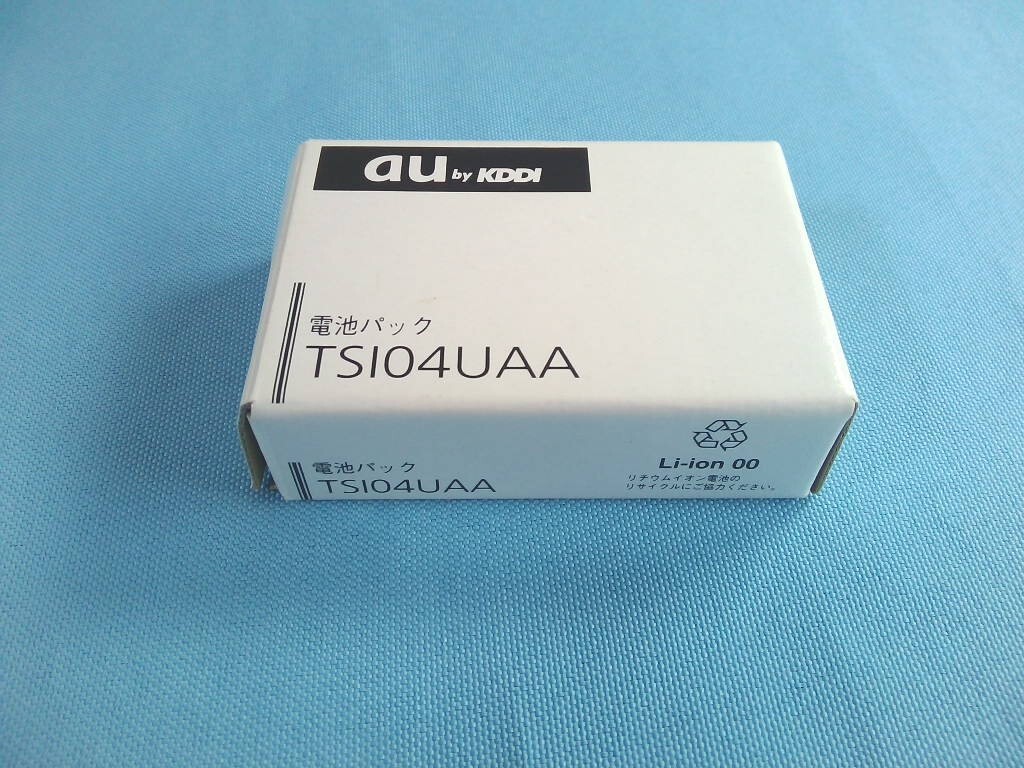 au by KDDI
電池パック
TSI04UAA
電池パック
TSI04UAA
Li-ion 00
リチウムイオン電池の
リサイクルにご協力ください。